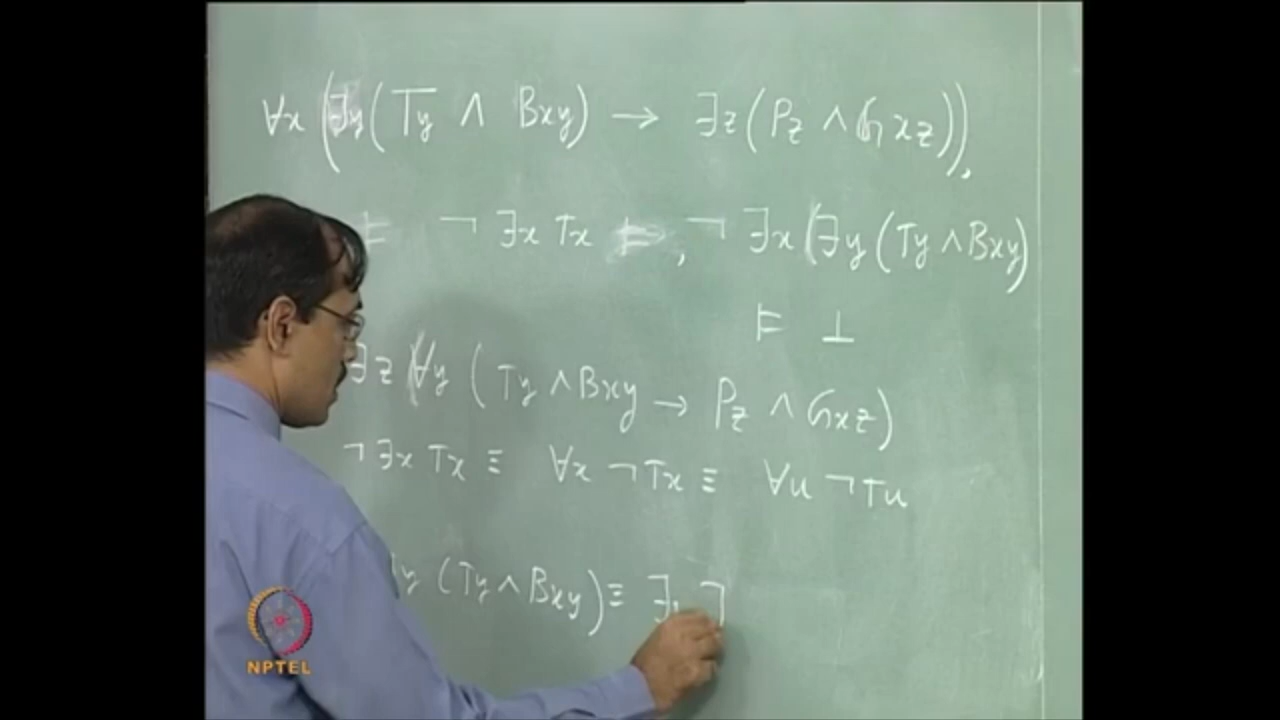 ∀x (∃y (Ty ∧ Bxy) → ∃z (Pz ∧ Gxz)),
⊨ ¬ ∃x Tx ⊨, ¬ ∃x (∃y (Ty ∧ Bxy)
⊨ ⊥
∃z ∀y (Ty ∧ Bxy → Pz ∧ Gxz)
¬∃x Tx ≡ ∀x ¬Tx ≡ ∀u ¬Tu
y (Ty ∧ Bxy) ≡ ∃ ¬
NPTEL